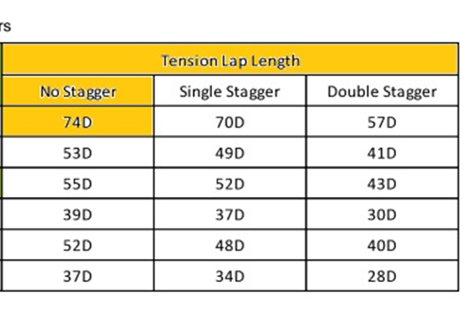 rs
Tension Lap Length
No Stagger Single Stagger Double Stagger
74D 70D 57D
53D 49D 41D
55D 52D 43D
39D 37D 30D
52D 48D 40D
37D 34D 28D